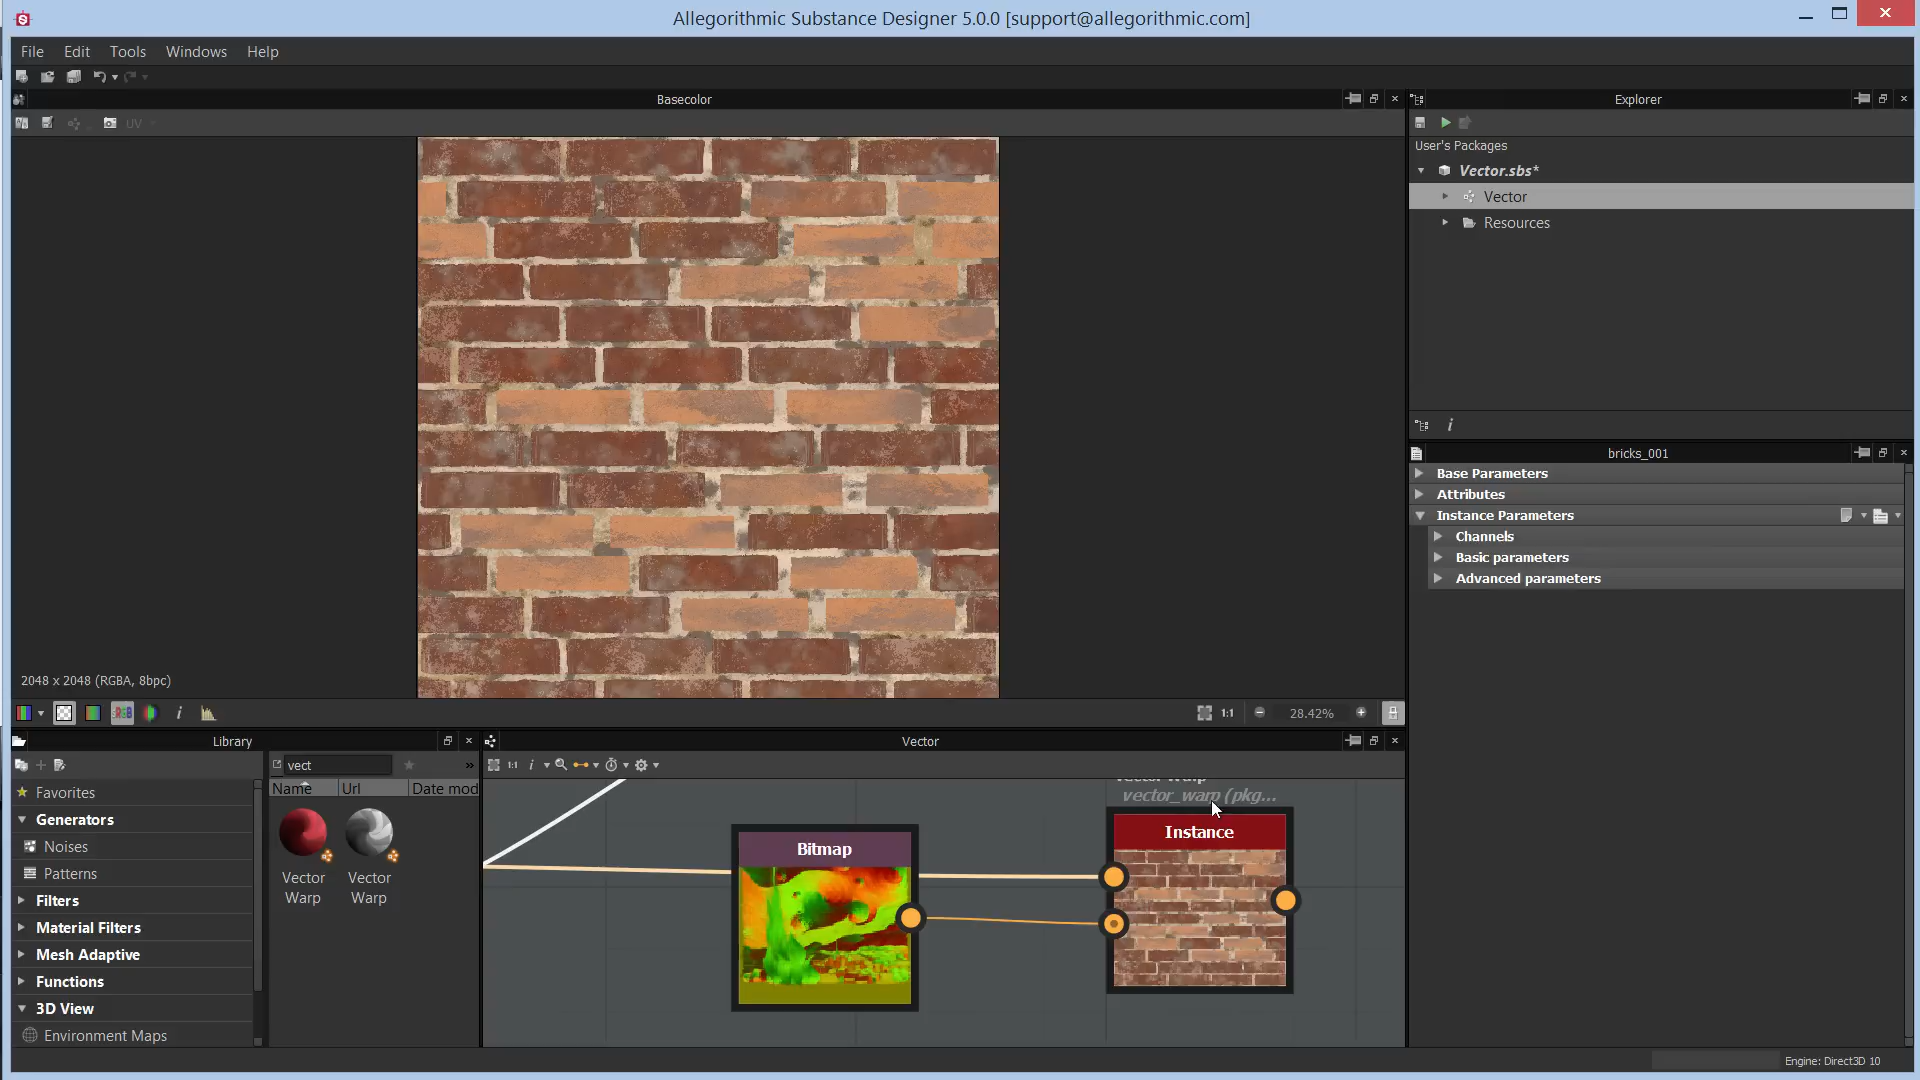 Allegorithmic Substance Designer 5.0.0 [support@allegorithmic.com]
File Edit Tools Windows Help
Basecolor
Explorer
UV
User's Packages
Vector.sbs*
Vector
Resources
bricks_001
Base Parameters
Attributes
Instance Parameters
Channels
Basic parameters
Advanced parameters
2048 x 2048 (RGBA, 8bpc)
1:1
28.42%
Library
Vector
vect
»
1:1
Name Url Date mod
Favorites
Generators
Noises
Patterns
Filters
Material Filters
Mesh Adaptive
Functions
3D View
Environment Maps
Vector Warp
Vector Warp
Bitmap
Vector Warp
vector_warp (pkg...
Instance
Engine: Direct3D 10